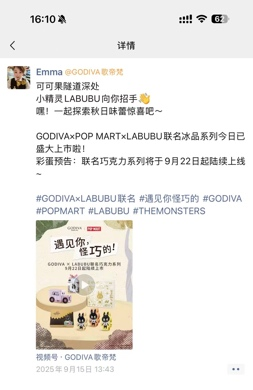 16:10
62
详情
Emma @GODIVA歌帝梵
可可果隧道深处
小精灵LABUBU向你招手👋
嘿！一起探索秋日味蕾惊喜吧～
GODIVA×POP MART×LABUBU联名冰品系列今日已
盛大上市啦！
彩蛋预告：联名巧克力系列将于9月22日起陆续上线
~
#GODIVA×LABUBU联名 #遇见你怪巧的 #GODIVA
#POPMART #LABUBU #THEMONSTERS
GODIVA POP MART
遇见你，
怪巧的！
GODIVA X LABUBU联名巧克力系列
9月22日起陆续上市
视频号 · GODIVA歌帝梵
2025年9月15日 13:43